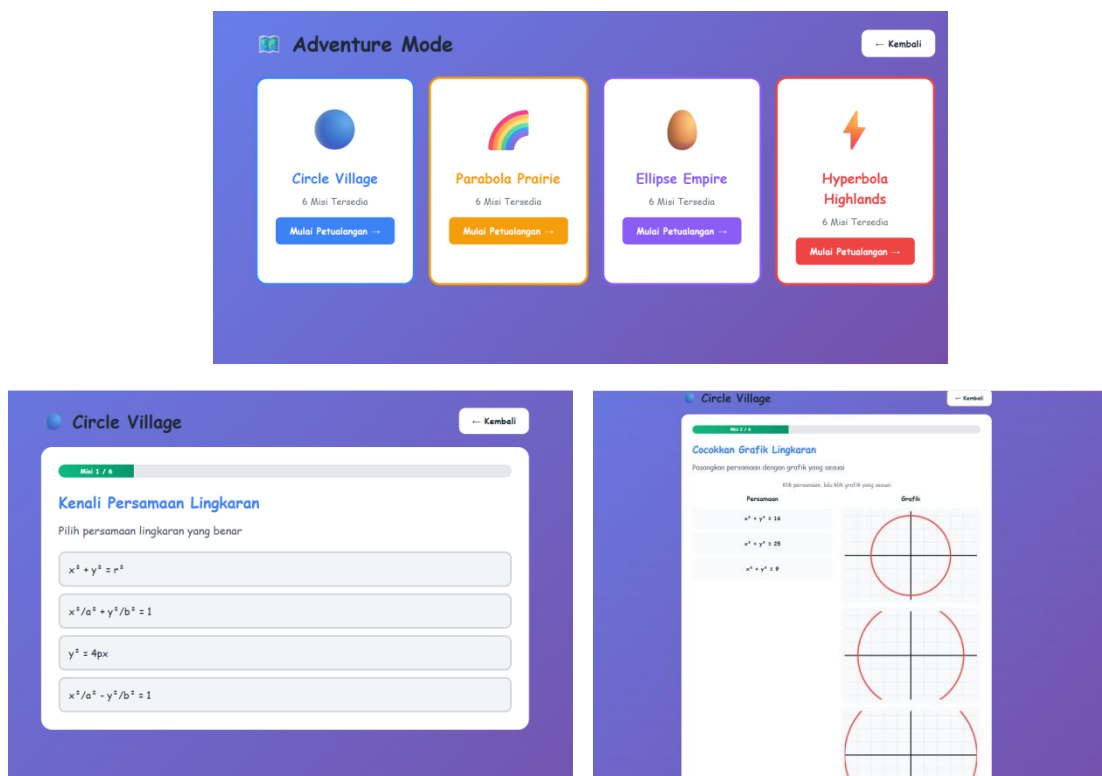 Adventure Mode
← Kembali
Circle Village
6 Misi Tersedia
Mulai Petualangan →
Parabola Prairie
6 Misi Tersedia
Mulai Petualangan →
Ellipse Empire
6 Misi Tersedia
Mulai Petualangan →
Hyperbola
Highlands
6 Misi Tersedia
Mulai Petualangan →
Circle Village
← Kembali
Misi 1 / 6
Kenali Persamaan Lingkaran
Pilih persamaan lingkaran yang benar
x² + y² = r²
x²/a² + y²/b² = 1
y² = 4px
x²/a² - y²/b² = 1
Circle Village
← Kembali
Misi 2 / 6
Cocokkan Grafik Lingkaran
Pasangkan persamaan dengan grafik yang sesuai
Klik persamaan, lalu klik grafik yang sesuai
Persamaan
Grafik
x² + y² = 16
x² + y² = 25
x² + y² = 9